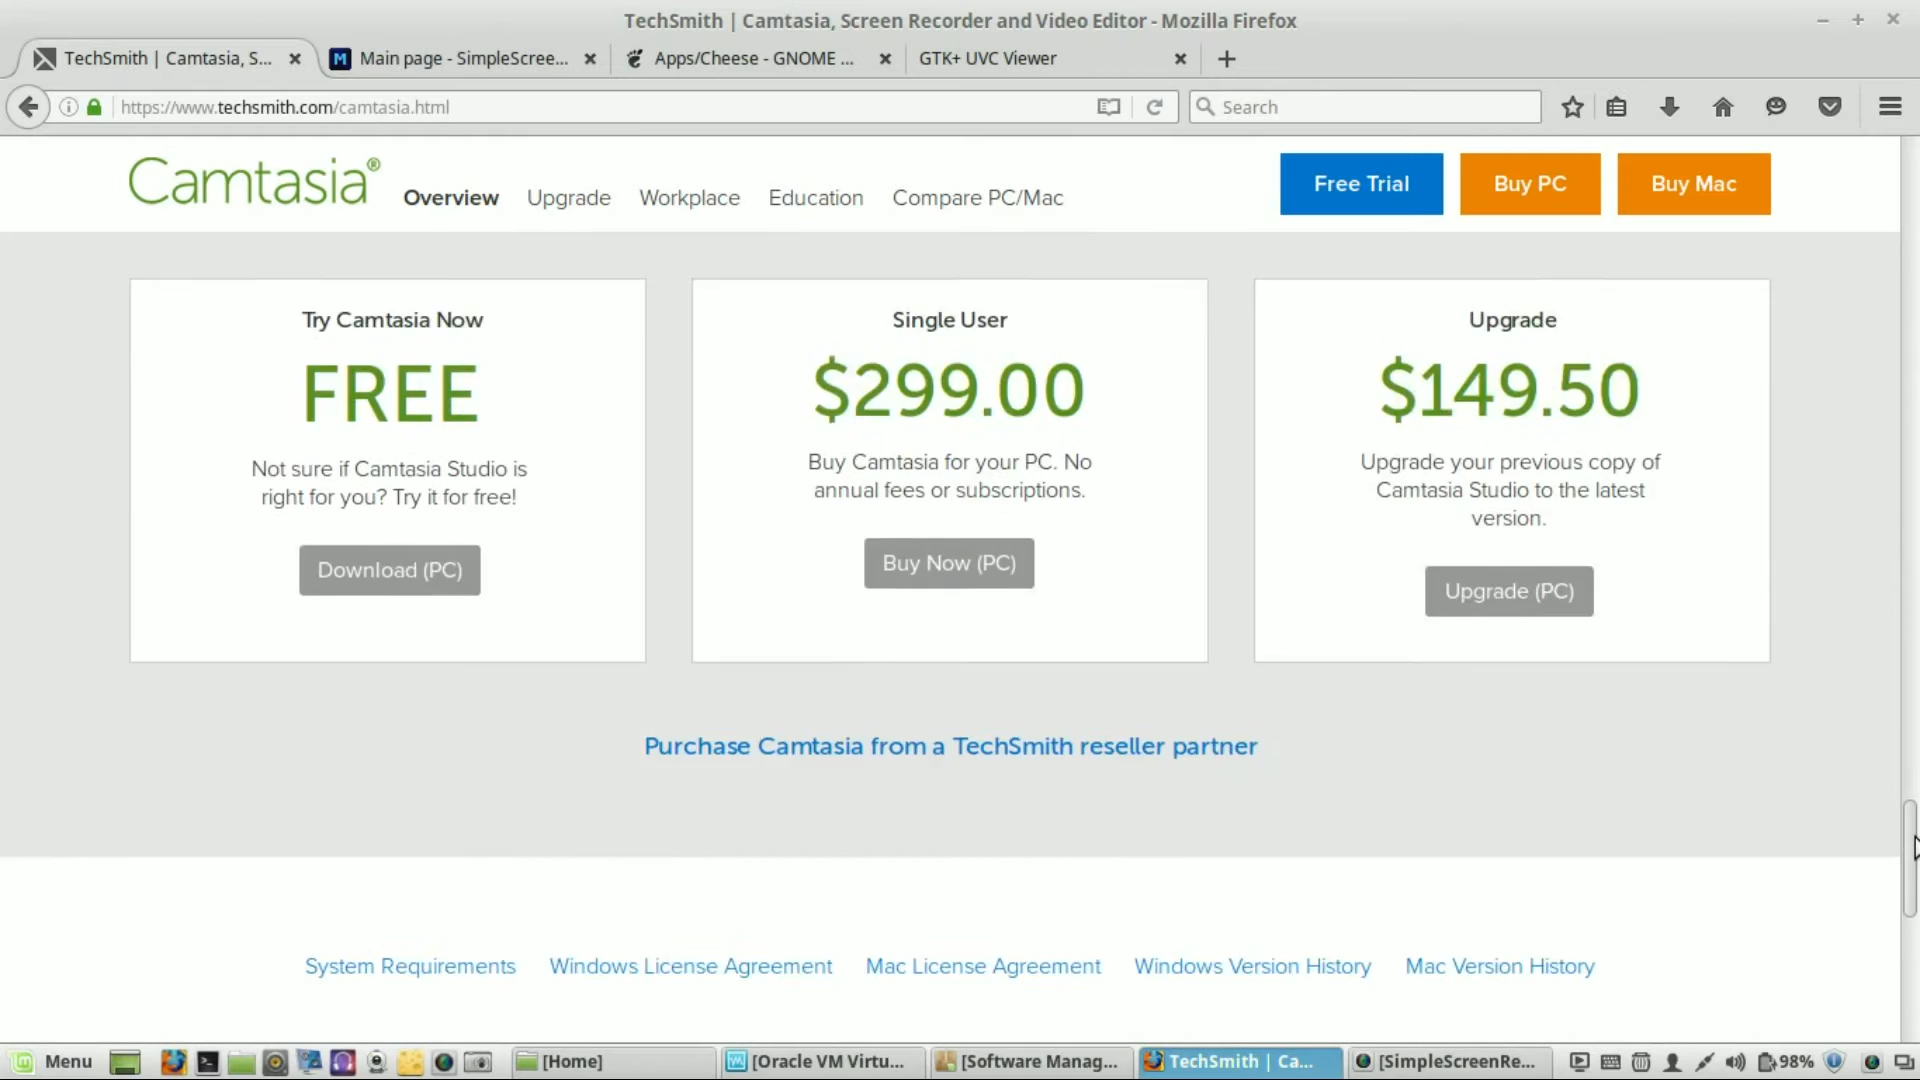 TechSmith | Camtasia, Screen Recorder and Video Editor - Mozilla Firefox
TechSmith | Camtasia, S...
Main page - SimpleScree...
Apps/Cheese - GNOME ...
GTK+ UVC Viewer
https://www.techsmith.com/camtasia.html
Search
Camtasia®
Overview
Upgrade
Workplace
Education
Compare PC/Mac
Free Trial
Buy PC
Buy Mac
Try Camtasia Now
FREE
Not sure if Camtasia Studio is
right for you? Try it for free!
Download (PC)
Single User
$299.00
Buy Camtasia for your PC. No
annual fees or subscriptions.
Buy Now (PC)
Upgrade
$149.50
Upgrade your previous copy of
Camtasia Studio to the latest
version.
Upgrade (PC)
Purchase Camtasia from a TechSmith reseller partner
System Requirements
Windows License Agreement
Mac License Agreement
Windows Version History
Mac Version History
Menu
[Home]
[Oracle VM Virtu...
[Software Manag...
TechSmith | Ca...
[SimpleScreenRe...
98%